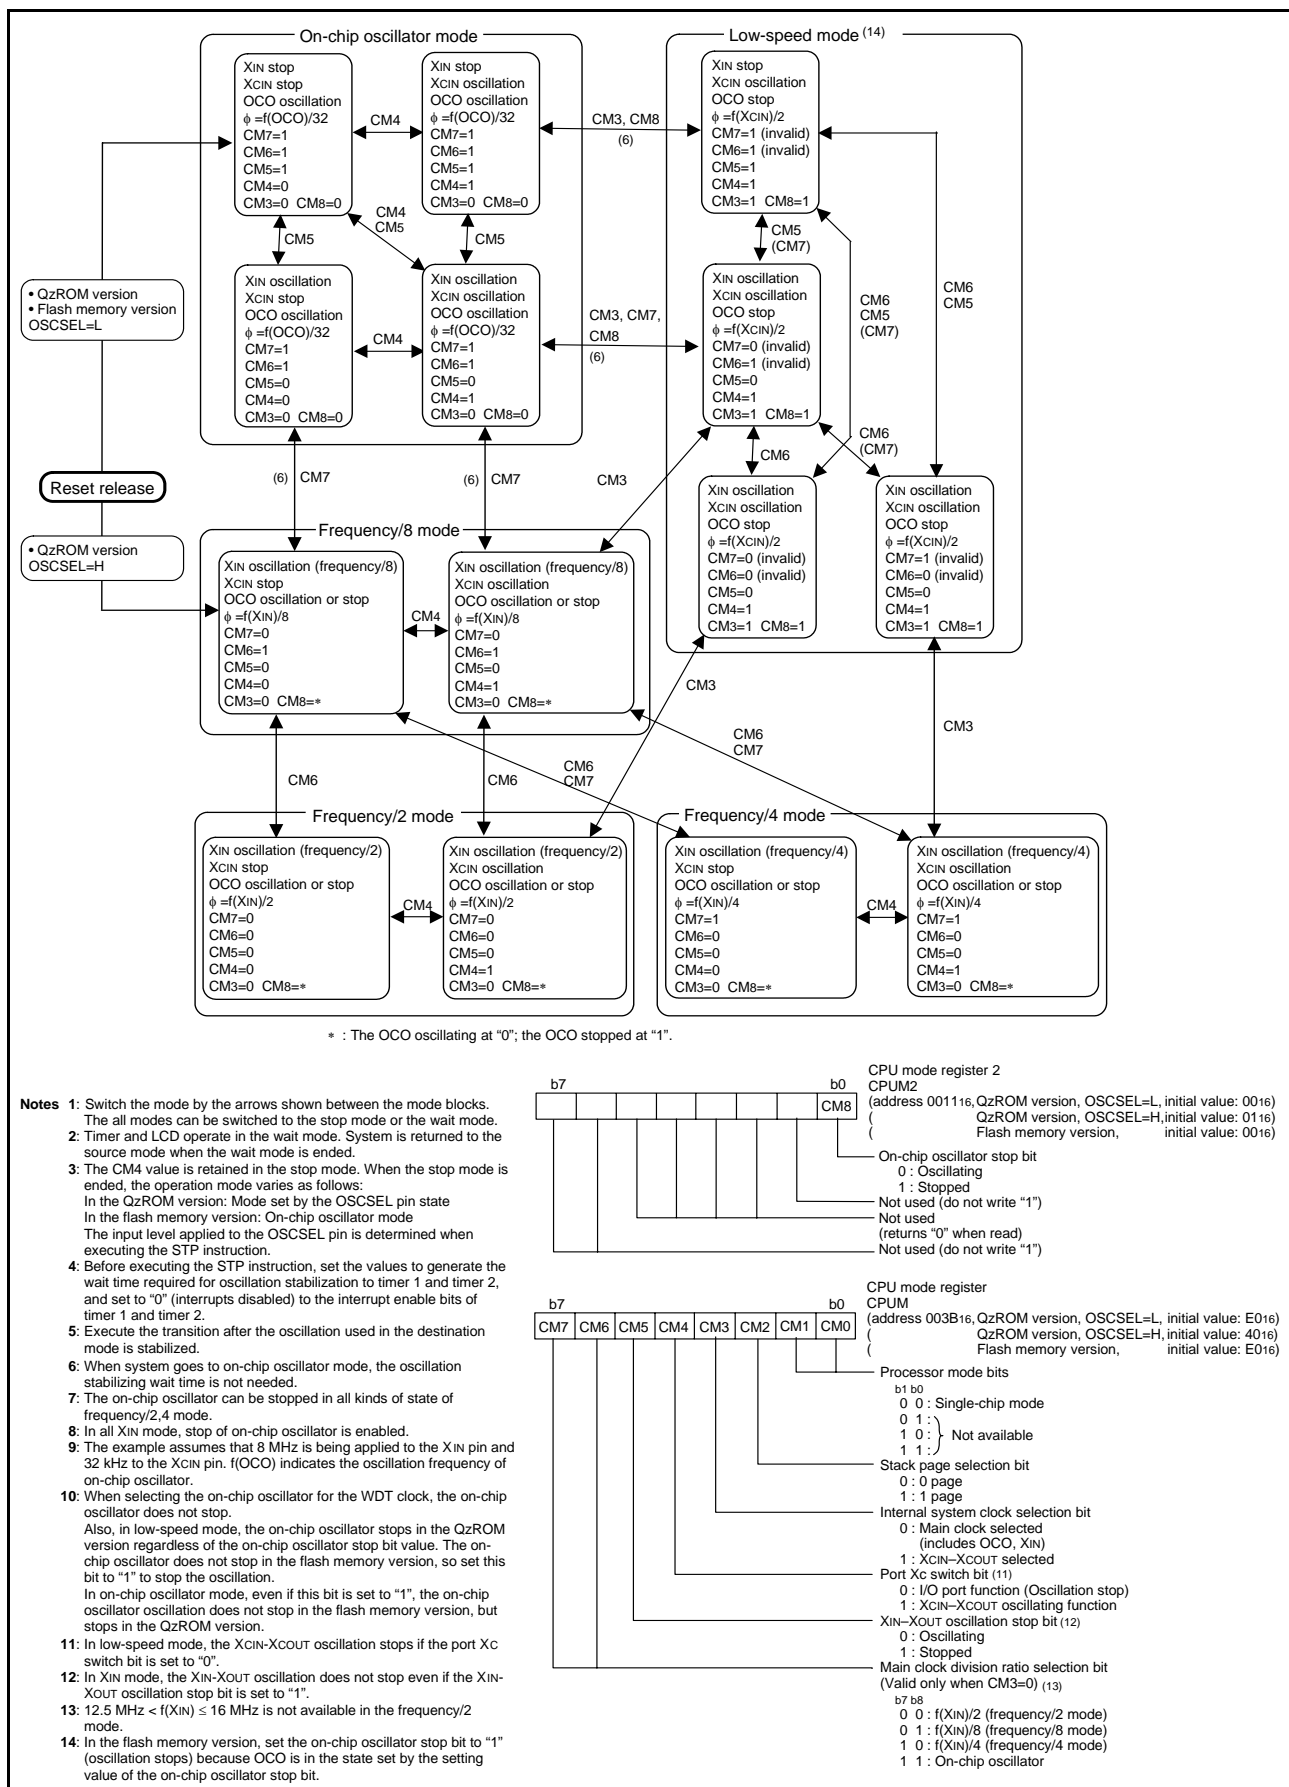 On-chip oscillator mode
XIN stop
XCIN stop
OCO oscillation
ϕ =f(OCO)/32
CM7=1
CM6=1
CM5=1
CM4=0
CM3=0 CM8=0
CM4
XIN stop
XCIN oscillation
OCO oscillation
ϕ =f(OCO)/32
CM7=1
CM6=1
CM5=1
CM4=1
CM3=0 CM8=0
CM5
CM4
CM5
CM5
XIN oscillation
XCIN stop
OCO oscillation
ϕ =f(OCO)/32
CM7=1
CM6=1
CM5=0
CM4=0
CM3=0 CM8=0
CM4
XIN oscillation
XCIN oscillation
OCO oscillation
ϕ =f(OCO)/32
CM7=1
CM6=1
CM5=0
CM4=1
CM3=0 CM8=0
CM3, CM8
(6)
CM3, CM7,
CM8
(6)
Low-speed mode (14)
XIN stop
XCIN oscillation
OCO stop
ϕ =f(XCIN)/2
CM7=1 (invalid)
CM6=1 (invalid)
CM5=1
CM4=1
CM3=1 CM8=1
CM5
(CM7)
XIN oscillation
XCIN oscillation
OCO stop
ϕ =f(XCIN)/2
CM7=0 (invalid)
CM6=1 (invalid)
CM5=0
CM4=1
CM3=1 CM8=1
CM6
CM5
(CM7)
CM6
CM5
CM6
CM6
(CM7)
XIN oscillation
XCIN oscillation
OCO stop
ϕ =f(XCIN)/2
CM7=0 (invalid)
CM6=0 (invalid)
CM5=0
CM4=1
CM3=1 CM8=1
XIN oscillation
XCIN oscillation
OCO stop
ϕ =f(XCIN)/2
CM7=1 (invalid)
CM6=0 (invalid)
CM5=0
CM4=1
CM3=1 CM8=1
• QzROM version
• Flash memory version
OSCSEL=L
Reset release
• QzROM version
OSCSEL=H
(6) CM7
(6) CM7
CM3
Frequency/8 mode
XIN oscillation (frequency/8)
XCIN stop
OCO oscillation or stop
ϕ =f(XIN)/8
CM7=0
CM6=1
CM5=0
CM4=0
CM3=0 CM8=*
CM4
XIN oscillation (frequency/8)
XCIN oscillation
OCO oscillation or stop
ϕ =f(XIN)/8
CM7=0
CM6=1
CM5=0
CM4=1
CM3=0 CM8=*
CM3
CM6
CM7
CM3
CM6
CM6
CM6
CM7
Frequency/2 mode
XIN oscillation (frequency/2)
XCIN stop
OCO oscillation or stop
ϕ =f(XIN)/2
CM7=0
CM6=0
CM5=0
CM4=0
CM3=0 CM8=*
CM4
XIN oscillation (frequency/2)
XCIN oscillation
OCO oscillation or stop
ϕ =f(XIN)/2
CM7=0
CM6=0
CM5=0
CM4=1
CM3=0 CM8=*
Frequency/4 mode
XIN oscillation (frequency/4)
XCIN stop
OCO oscillation or stop
ϕ =f(XIN)/4
CM7=1
CM6=0
CM5=0
CM4=0
CM3=0 CM8=*
CM4
XIN oscillation (frequency/4)
XCIN oscillation
OCO oscillation or stop
ϕ =f(XIN)/4
CM7=1
CM6=0
CM5=0
CM4=1
CM3=0 CM8=*
* : The OCO oscillating at “0”; the OCO stopped at “1”.
Notes 1: Switch the mode by the arrows shown between the mode blocks.
The all modes can be switched to the stop mode or the wait mode.
2: Timer and LCD operate in the wait mode. System is returned to the
source mode when the wait mode is ended.
3: The CM4 value is retained in the stop mode. When the stop mode is
ended, the operation mode varies as follows:
In the QzROM version: Mode set by the OSCSEL pin state
In the flash memory version: On-chip oscillator mode
The input level applied to the OSCSEL pin is determined when
executing the STP instruction.
4: Before executing the STP instruction, set the values to generate the
wait time required for oscillation stabilization to timer 1 and timer 2,
and set to “0” (interrupts disabled) to the interrupt enable bits of
timer 1 and timer 2.
5: Execute the transition after the oscillation used in the destination
mode is stabilized.
6: When system goes to on-chip oscillator mode, the oscillation
stabilizing wait time is not needed.
7: The on-chip oscillator can be stopped in all kinds of state of
frequency/2,4 mode.
8: In all XIN mode, stop of on-chip oscillator is enabled.
9: The example assumes that 8 MHz is being applied to the XIN pin and
32 kHz to the XCIN pin. f(OCO) indicates the oscillation frequency of
on-chip oscillator.
10: When selecting the on-chip oscillator for the WDT clock, the on-chip
oscillator does not stop.
Also, in low-speed mode, the on-chip oscillator stops in the QzROM
version regardless of the on-chip oscillator stop bit value. The on-
chip oscillator does not stop in the flash memory version, so set this
bit to “1” to stop the oscillation.
In on-chip oscillator mode, even if this bit is set to “1”, the on-chip
oscillator oscillation does not stop in the flash memory version, but
stops in the QzROM version.
11: In low-speed mode, the XCIN-XCOUT oscillation stops if the port XC
switch bit is set to “0”.
12: In XIN mode, the XIN-XOUT oscillation does not stop even if the XIN-
XOUT oscillation stop bit is set to “1”.
13: 12.5 MHz < f(XIN) ≤ 16 MHz is not available in the frequency/2
mode.
14: In the flash memory version, set the on-chip oscillator stop bit to “1”
(oscillation stops) because OCO is in the state set by the setting
value of the on-chip oscillator stop bit.
b7 b0
CM8
CPU mode register 2
CPUM2
(address 001116, QzROM version, OSCSEL=L, initial value: 0016)
( QzROM version, OSCSEL=H, initial value: 0116)
( Flash memory version, initial value: 0016)
On-chip oscillator stop bit
0 : Oscillating
1 : Stopped
Not used (do not write “1”)
Not used
(returns “0” when read)
Not used (do not write “1”)
b7 b0
CM7 CM6 CM5 CM4 CM3 CM2 CM1 CM0
CPU mode register
CPUM
(address 003B16, QzROM version, OSCSEL=L, initial value: E016)
( QzROM version, OSCSEL=H, initial value: 4016)
( Flash memory version, initial value: E016)
Processor mode bits
b1 b0
0 0 : Single-chip mode
0 1 :
1 0 : Not available
1 1 :
Stack page selection bit
0 : 0 page
1 : 1 page
Internal system clock selection bit
0 : Main clock selected
(includes OCO, XIN)
1 : XCIN–XCOUT selected
Port Xc switch bit (11)
0 : I/O port function (Oscillation stop)
1 : XCIN–XCOUT oscillating function
XIN–XOUT oscillation stop bit (12)
0 : Oscillating
1 : Stopped
Main clock division ratio selection bit
(Valid only when CM3=0) (13)
b7 b8
0 0 : f(XIN)/2 (frequency/2 mode)
0 1 : f(XIN)/8 (frequency/8 mode)
1 0 : f(XIN)/4 (frequency/4 mode)
1 1 : On-chip oscillator